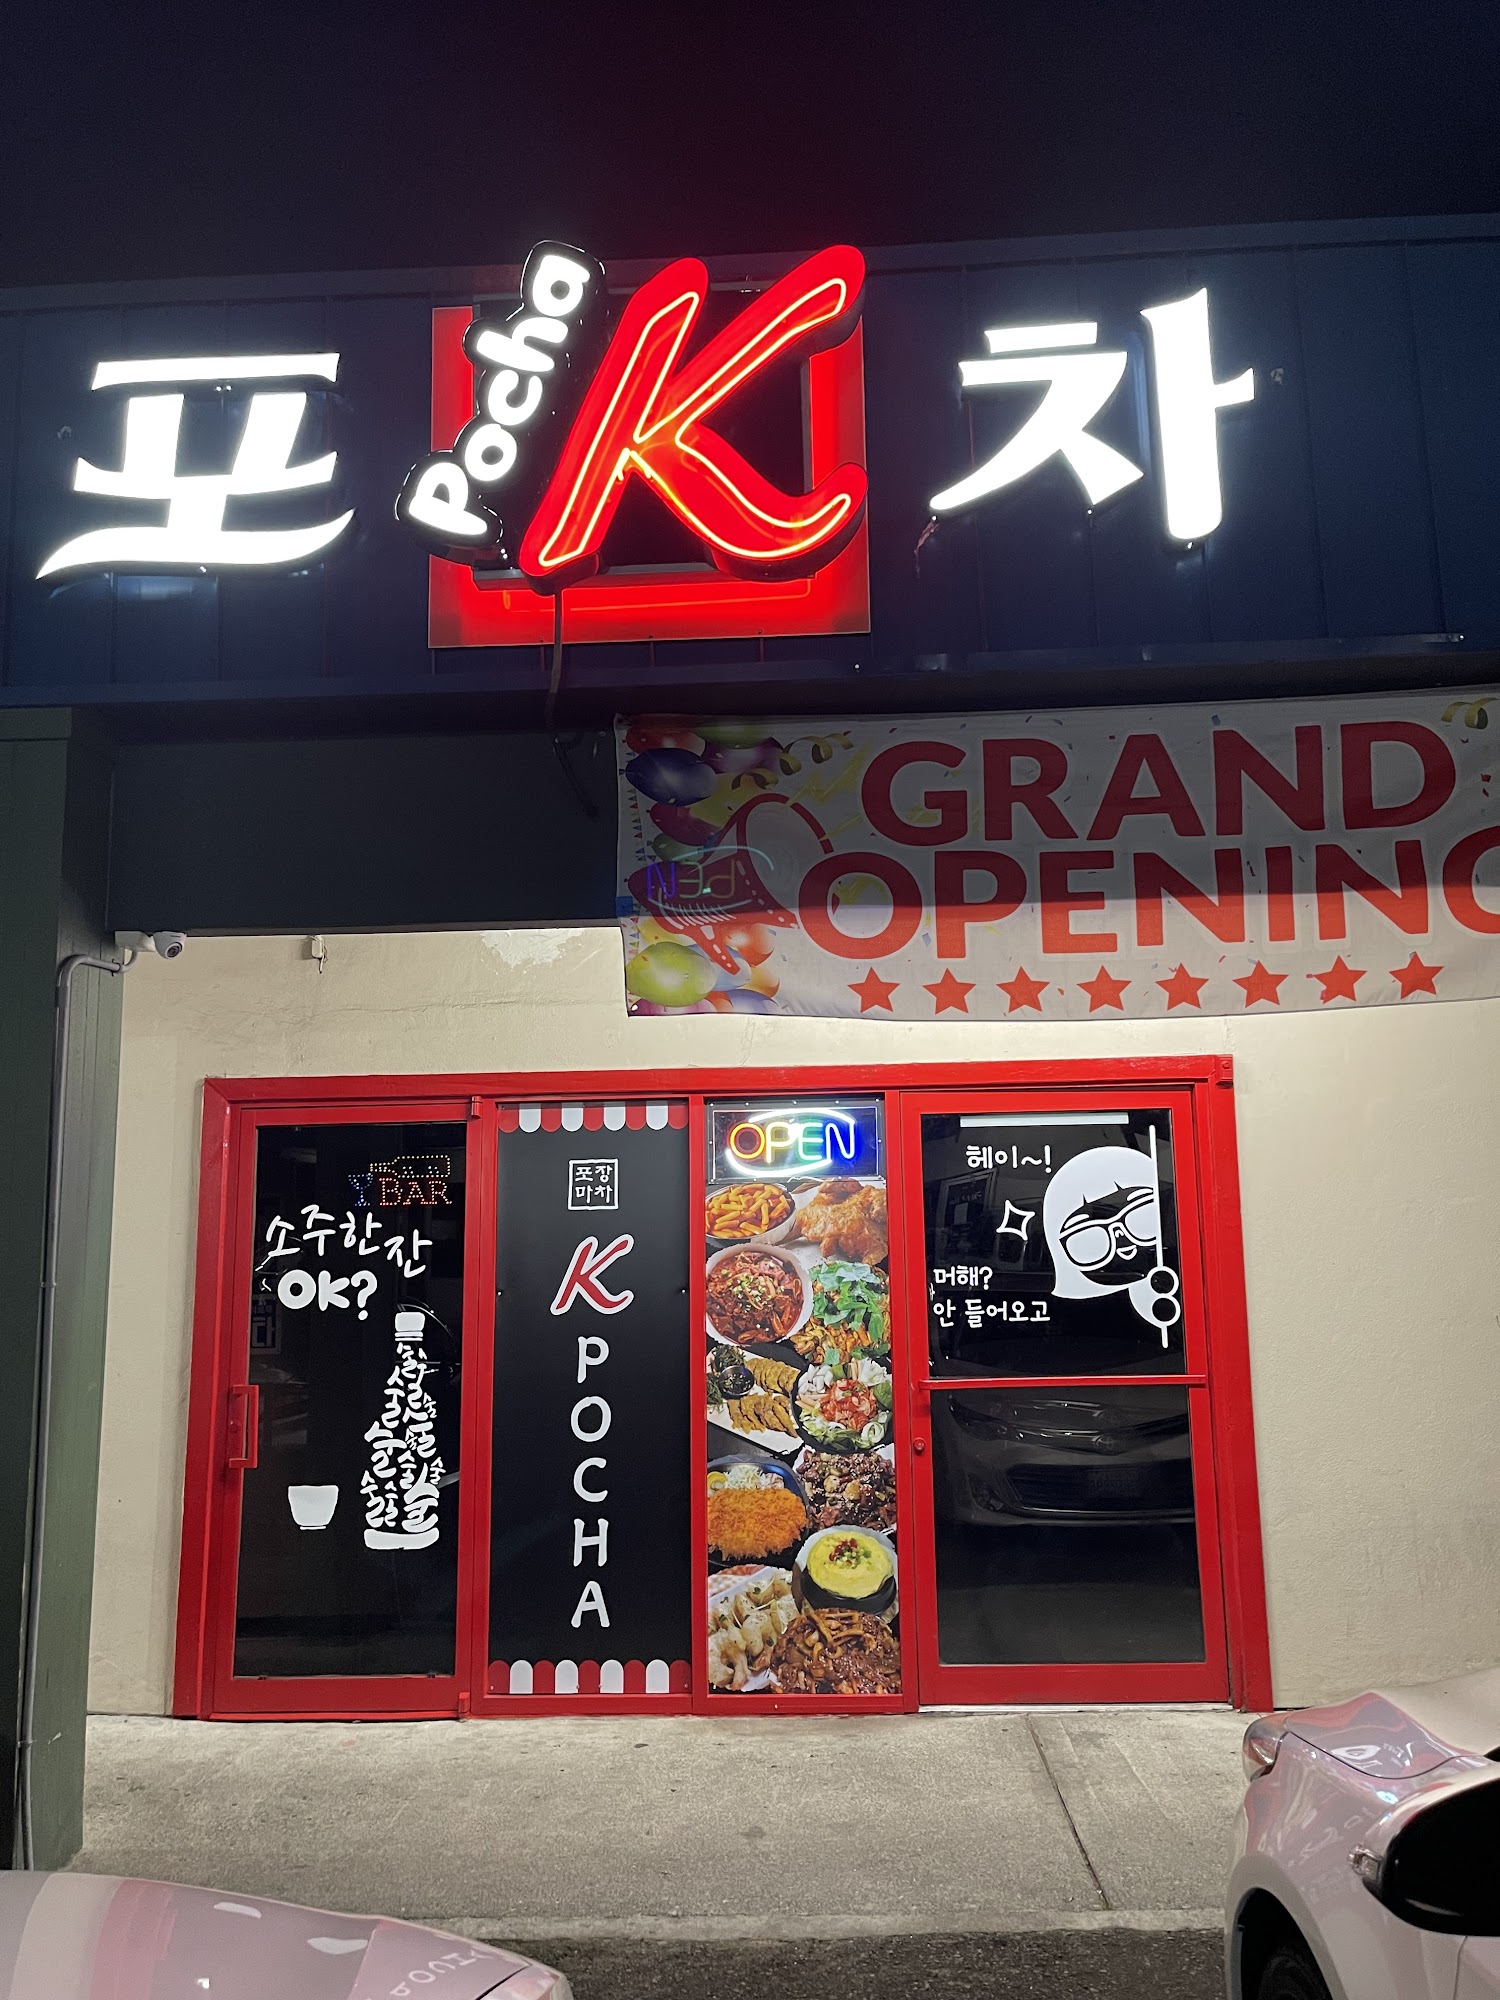 포
Pocha
K
차
GRAND
OPENING
BAR
소주한잔
OK?
포장
마차
K
POCHA
OPEN
헤이~!
머해?
안 들어오고